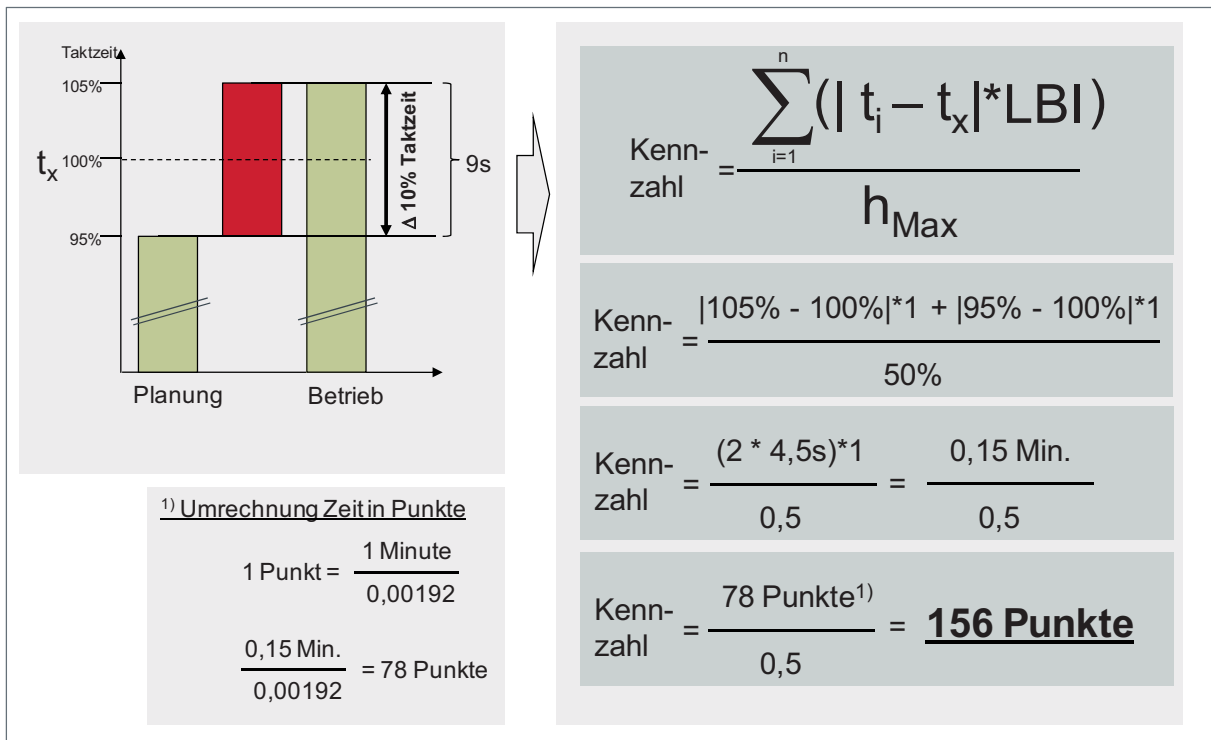 Taktzeit
105%
t_x 100%
95%
Δ 10% Taktzeit
9s
Planung Betrieb
1) Umrechnung Zeit in Punkte
1 Punkt = 1 Minute
0,00192
0,15 Min.
0,00192
= 78 Punkte
Kenn-
zahl
=
n
∑(| t_i – t_x|*LBI)
i=1
h_Max
Kenn-
zahl
=
|105% - 100%|*1 + |95% - 100%|*1
50%
Kenn-
zahl
=
(2 * 4,5s)*1
0,5
=
0,15 Min.
0,5
Kenn-
zahl
=
78 Punkte1)
0,5
= 156 Punkte